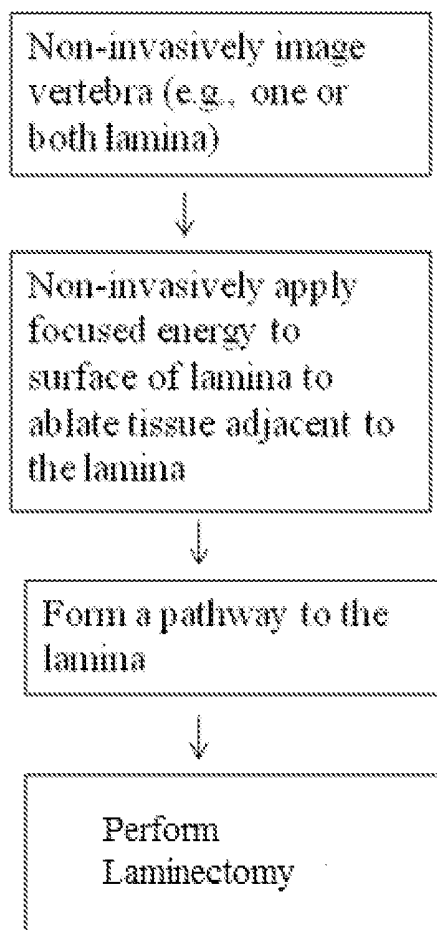 Non-invasively image
vertebra (e.g., one or
both lamina)
Non-invasively apply
focused energy to
surface of lamina to
ablate tissue adjacent to
the lamina
Form a pathway to the
lamina
Perform
Laminectomy